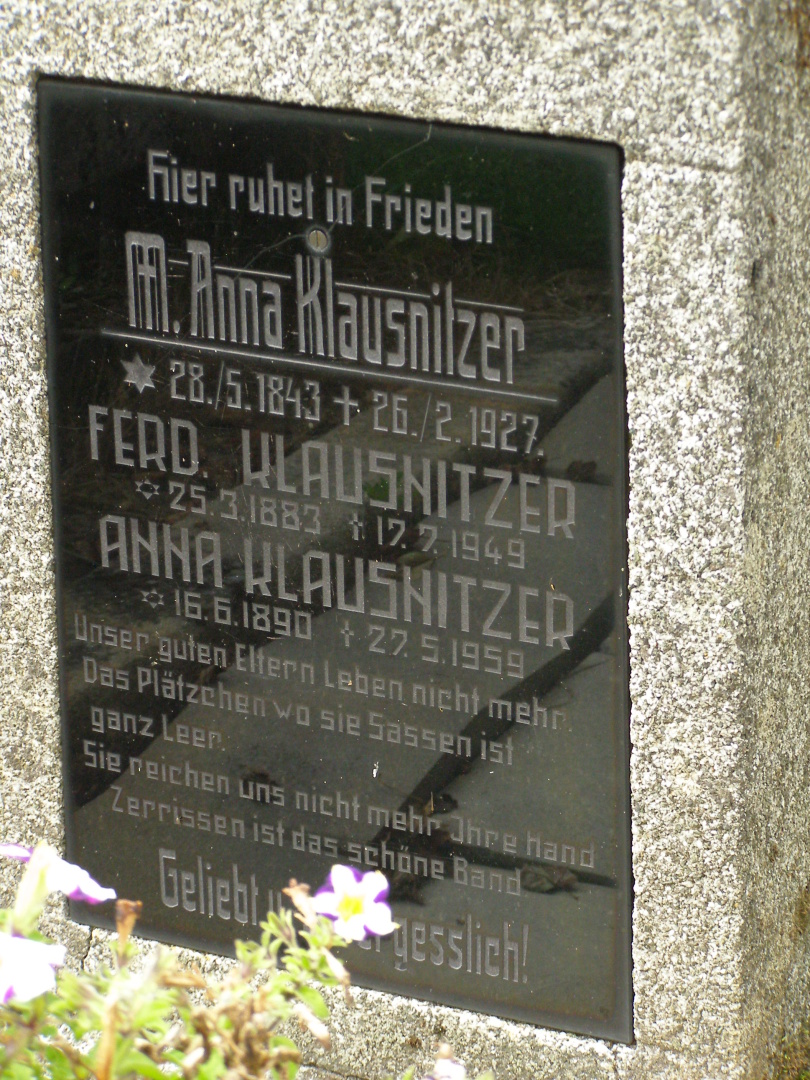 Hier ruhet in Frieden
M. Anna Klausnitzer
28./5. 1843 † 26./2. 1927.
FERD. KLAUSNITZER
25.3.1883 † 17.7.1949
ANNA KLAUSNITZER
16.6.1890 † 27.5.1959
Unser guten Eltern Leben nicht mehr
Das Plätzchen wo sie Sassen ist
ganz Leer.
Sie reichen uns nicht mehr Jhre Hand
Zerrissen ist das schöne Band
Geliebt